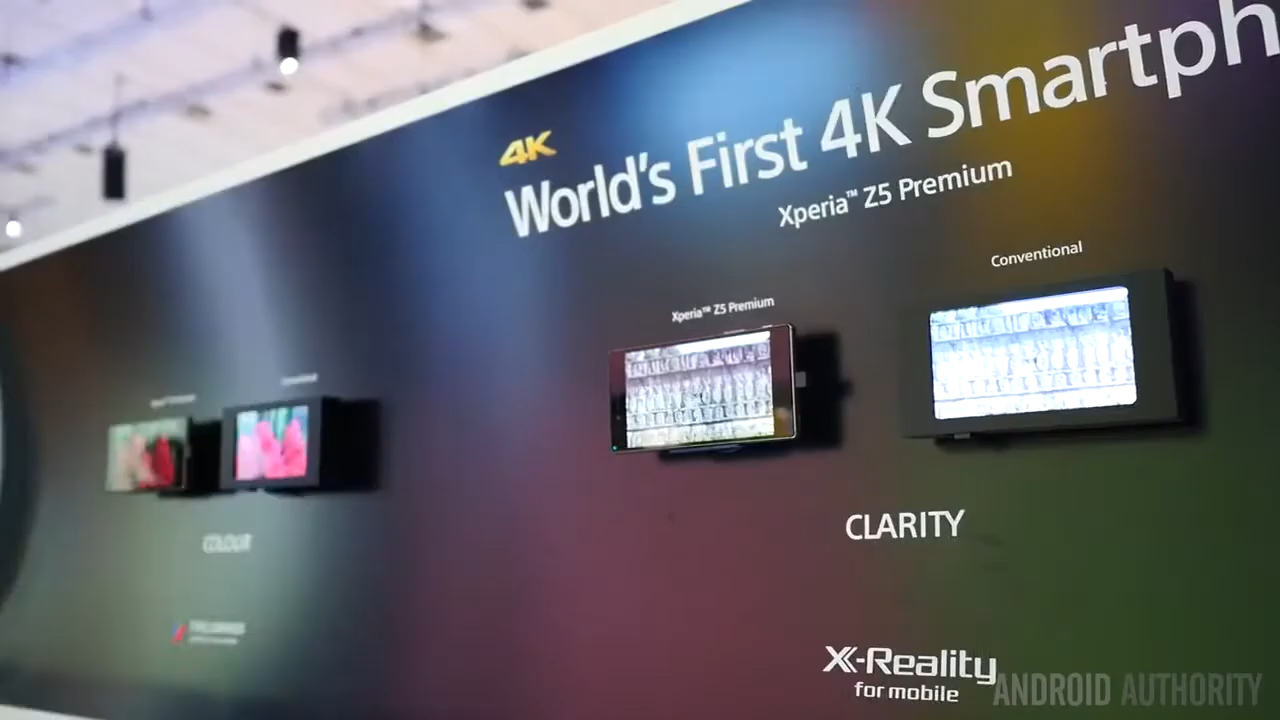 4K
World's First 4K Smartph
Xperia™ Z5 Premium
Conventional
Xperia™ Z5 Premium
CLARITY
COLOUR
X-Reality
for mobile
ANDROID AUTHORITY